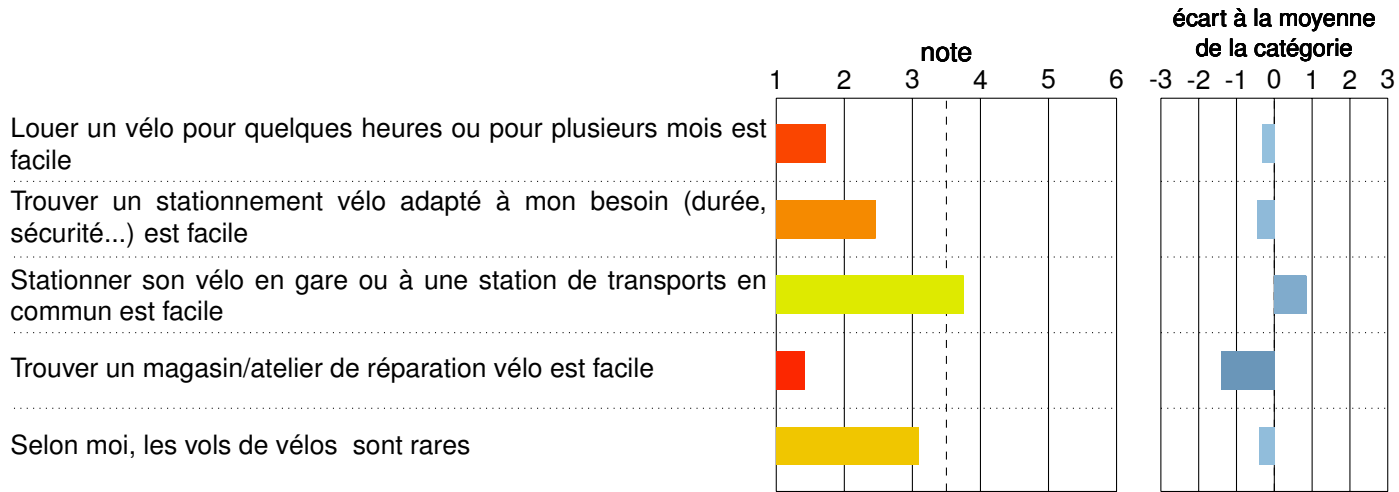 écart à la moyenne
note de la catégorie
1 2 3 4 5 6 -3 -2 -1 0 1 2 3
Louer un vélo pour quelques heures ou pour plusieurs mois est
facile
Trouver un stationnement vélo adapté à mon besoin (durée,
sécurité...) est facile
Stationner son vélo en gare ou à une station de transports en
commun est facile
Trouver un magasin/atelier de réparation vélo est facile
Selon moi, les vols de vélos sont rares